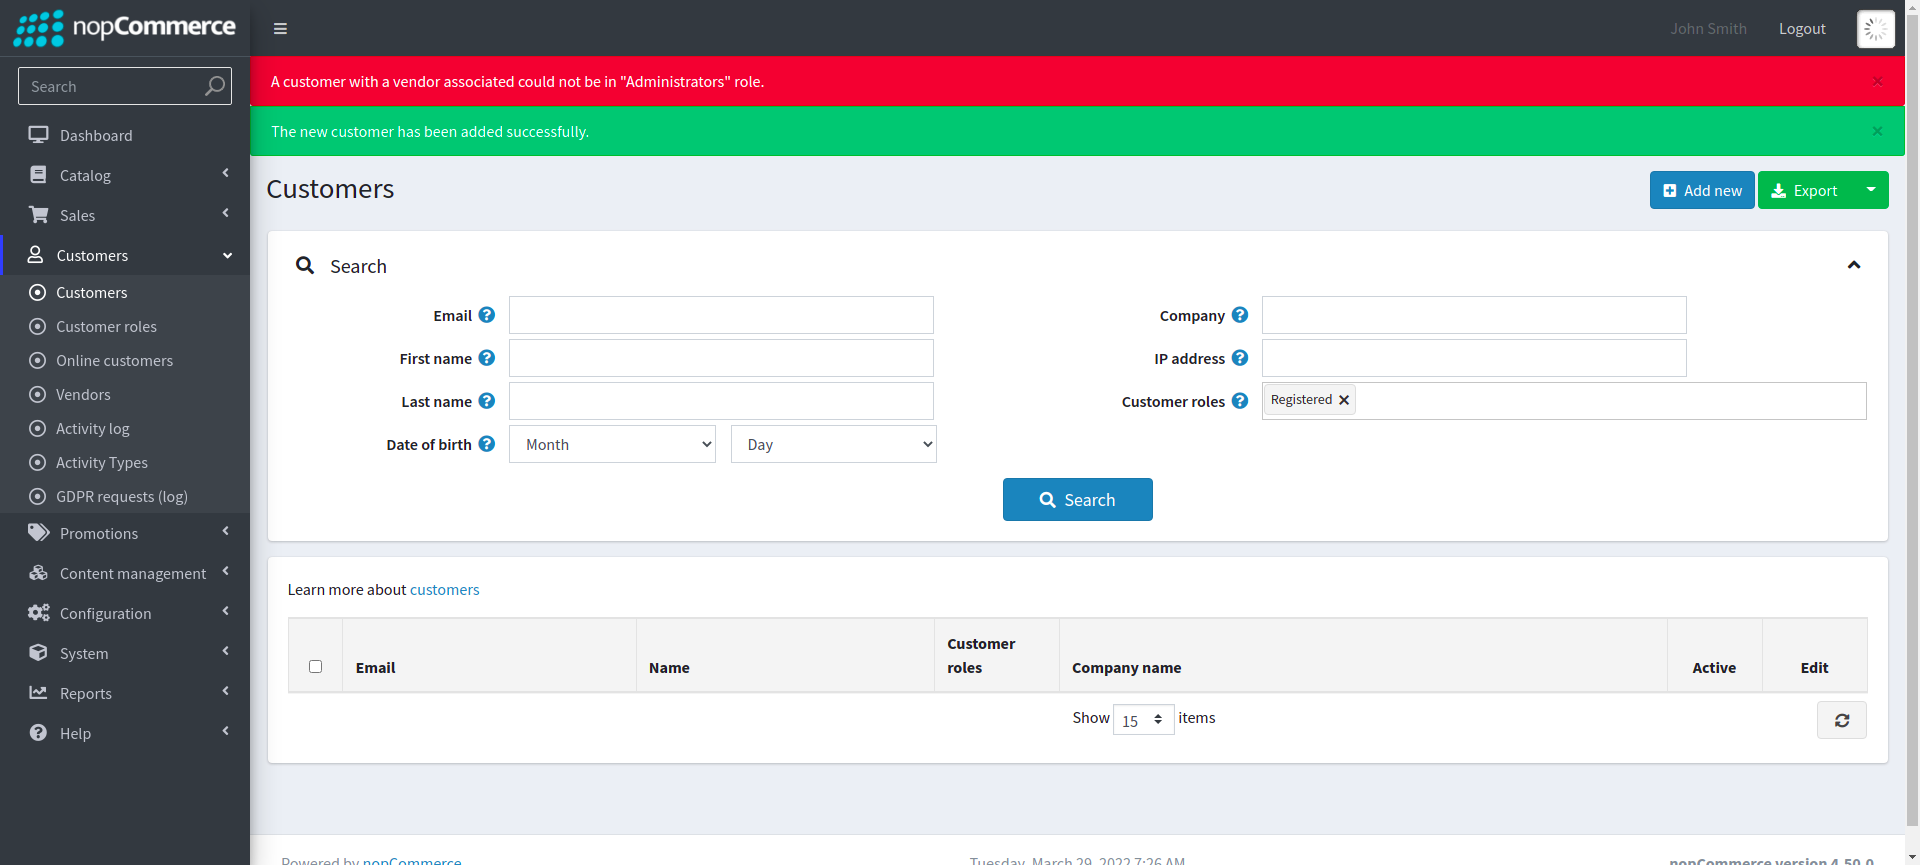 nopCommerce
John Smith
Logout
Search
A customer with a vendor associated could not be in "Administrators" role.
The new customer has been added successfully.
Dashboard
Catalog
Sales
Customers
Customers
Customer roles
Online customers
Vendors
Activity log
Activity Types
GDPR requests (log)
Promotions
Content management
Configuration
System
Reports
Help
Customers
Add new
Export
Search
Email
Company
First name
IP address
Last name
Customer roles
Registered
Date of birth
Month
Day
Search
Learn more about customers
Email
Name
Customer roles
Company name
Active
Edit
Show 15 items
Powered by nopCommerce
Tuesday, March 29, 2022 7:26 AM
nopCommerce version 4.50.0